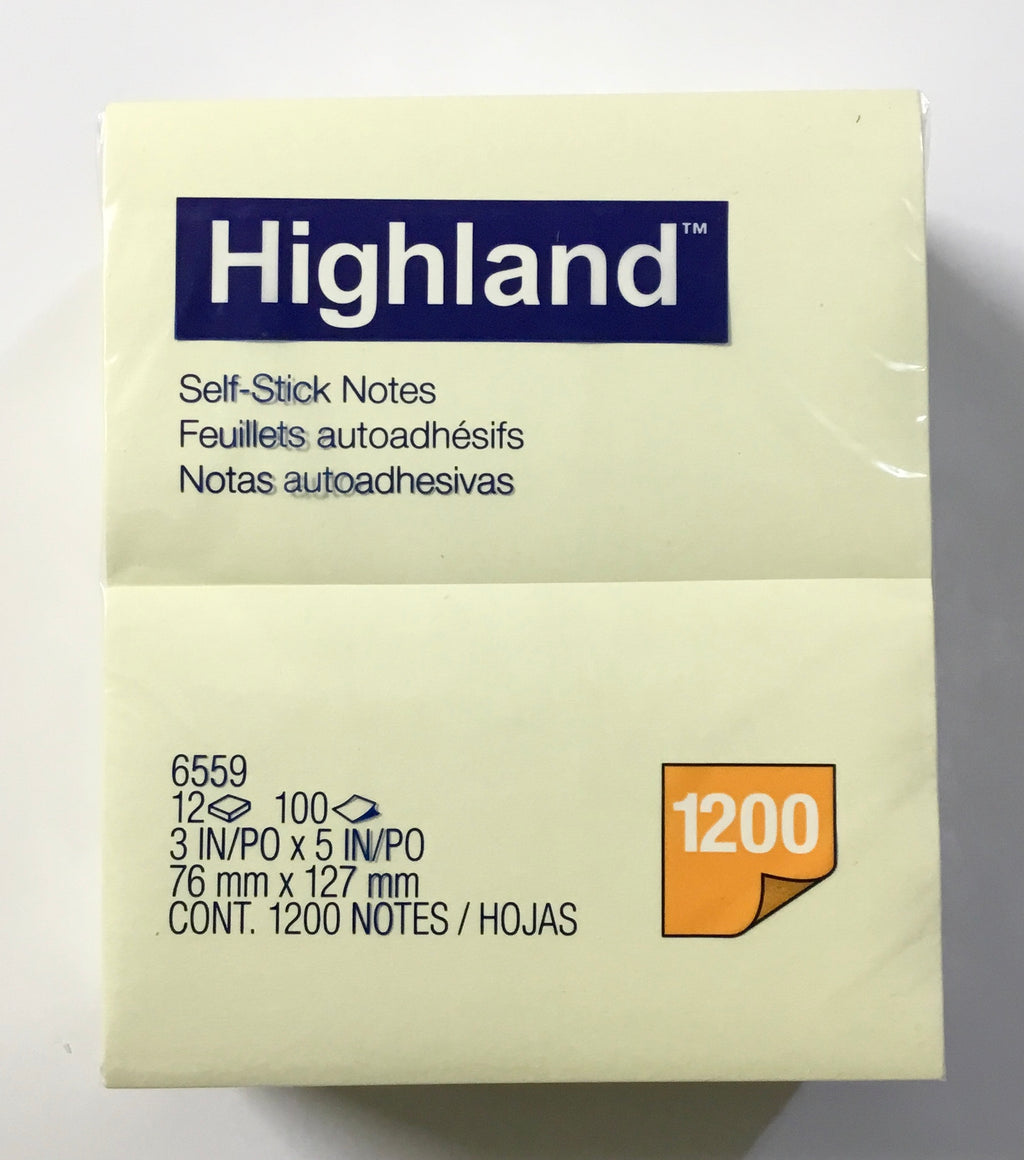 Highland™
Self-Stick Notes
Feuillets autoadhésifs
Notas autoadhesivas
6559
12 100
3 IN/PO x 5 IN/PO
76 mm x 127 mm
CONT. 1200 NOTES / HOJAS
1200